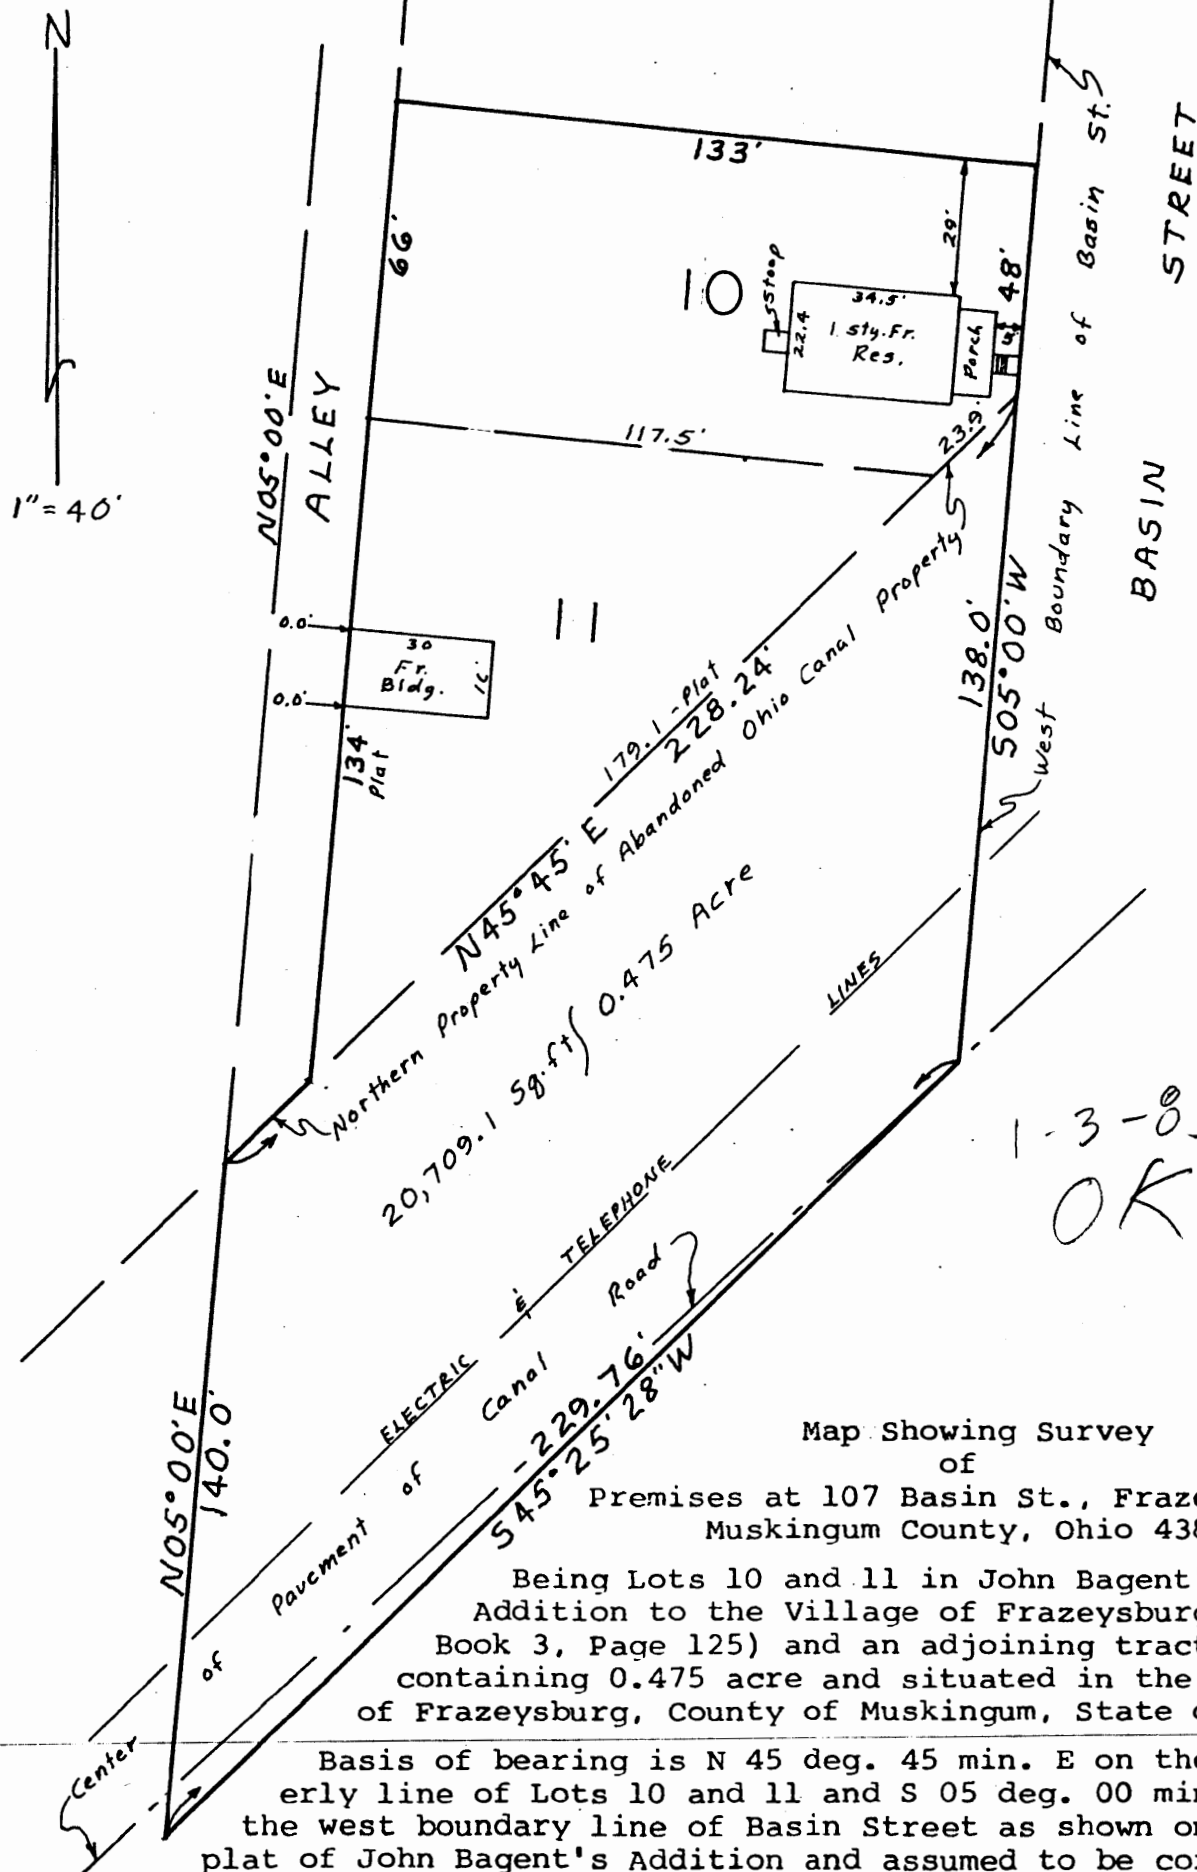 N
1" = 40'
133'
66'
10
Stoop
34.5'
22.4
1 Sty. Fr.
Res.
Porch
29'
48'
West Boundary Line of Basin St.
BASIN STREET
N05°00'E
ALLEY
117.5'
23.9'
11
0.0'
0.0'
30
Fr.
Bldg.
134'
Plat
179.1 - Plat
228.24'
N45°45' E
Northern Property Line of Abandoned Ohio Canal Property
138.0'
S05°00'W
20,709.1 Sq.ft 0.475 Acre
ELECTRIC & TELEPHONE LINES
Center of Pavement of Canal Road
229.76'
S45°25'28"W
N05°00'E
140.0'
1-3-8
OK
Map Showing Survey
of
Premises at 107 Basin St., Fraze
Muskingum County, Ohio 438
Being Lots 10 and 11 in John Bagent
Addition to the Village of Frazeysburg
Book 3, Page 125) and an adjoining tract
containing 0.475 acre and situated in the
of Frazeysburg, County of Muskingum, State o
Basis of bearing is N 45 deg. 45 min. E on the
erly line of Lots 10 and 11 and S 05 deg. 00 min
the west boundary line of Basin Street as shown on
plat of John Bagent's Addition and assumed to be co